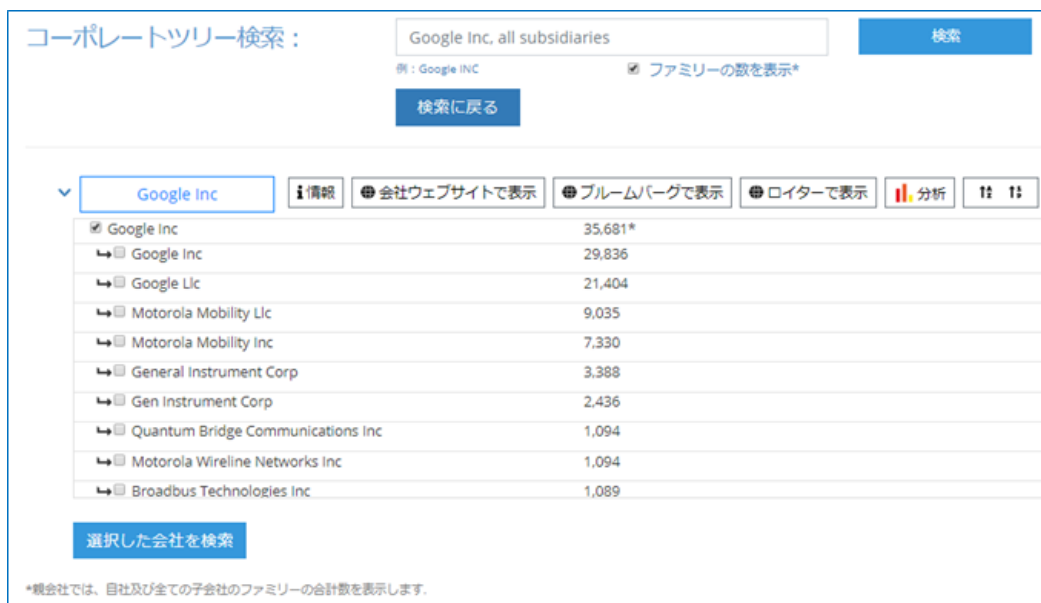 コーポレートツリー検索：
Google Inc, all subsidiaries
検索
例：Google INC
ファミリーの数を表示*
検索に戻る
Google Inc
情報
会社ウェブサイトで表示
ブルームバーグで表示
ロイターで表示
分析
Google Inc 35,681*
Google Inc 29,836
Google Llc 21,404
Motorola Mobility Llc 9,035
Motorola Mobility Inc 7,330
General Instrument Corp 3,388
Gen Instrument Corp 2,436
Quantum Bridge Communications Inc 1,094
Motorola Wireline Networks Inc 1,094
Broadbus Technologies Inc 1,089
選択した会社を検索
*親会社では、自社及び全ての子会社のファミリーの合計数を表示します.